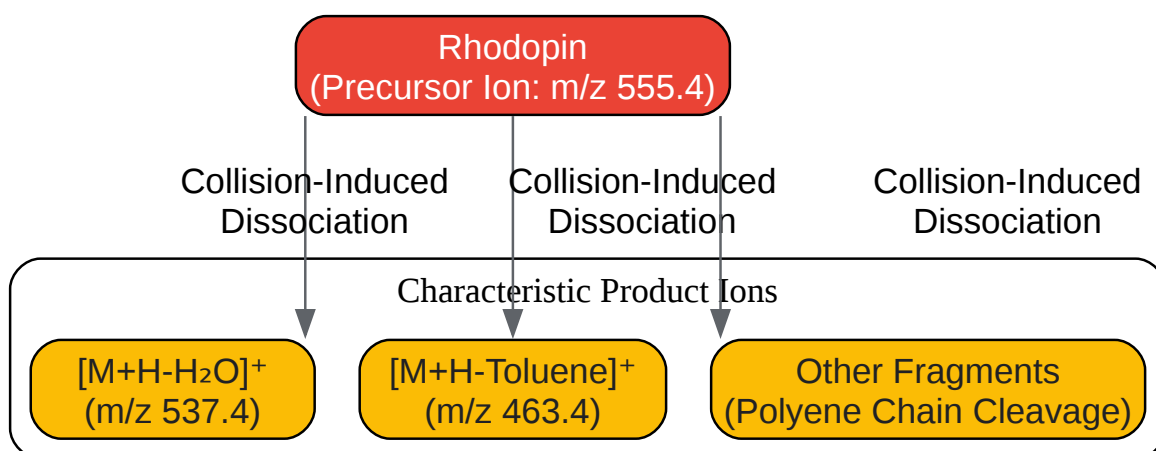 Rhodopin
(Precursor Ion: m/z 555.4)
Collision-Induced
Dissociation
Collision-Induced
Dissociation
Collision-Induced
Dissociation
Characteristic Product Ions
[M+H-H₂O]⁺
(m/z 537.4)
[M+H-Toluene]⁺
(m/z 463.4)
Other Fragments
(Polyene Chain Cleavage)